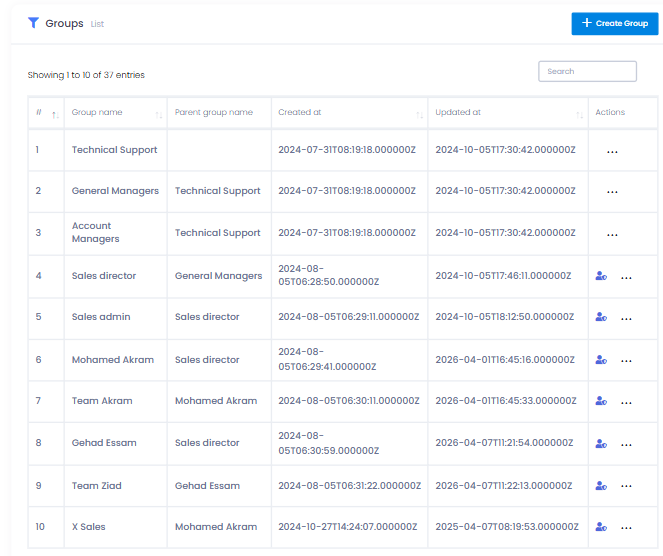 Groups List
+ Create Group
Showing 1 to 10 of 37 entries
Search
# Group name Parent group name Created at Updated at Actions
1 Technical Support 2024-07-31T08:19:18.000000Z 2024-10-05T17:30:42.000000Z ...
2 General Managers Technical Support 2024-07-31T08:19:18.000000Z 2024-10-05T17:30:42.000000Z ...
3 Account
Managers Technical Support 2024-07-31T08:19:18.000000Z 2024-10-05T17:30:42.000000Z ...
4 Sales director General Managers 2024-08-
05T06:28:50.000000Z 2024-10-05T17:46:11.000000Z ...
5 Sales admin Sales director 2024-08-05T06:29:11.000000Z 2024-10-05T18:12:50.000000Z ...
6 Mohamed Akram Sales director 2024-08-
05T06:29:41.000000Z 2026-04-01T16:45:16.000000Z ...
7 Team Akram Mohamed Akram 2024-08-05T06:30:11.000000Z 2026-04-01T16:45:33.000000Z ...
8 Gehad Essam Sales director 2024-08-
05T06:30:59.000000Z 2026-04-07T11:21:54.000000Z ...
9 Team Ziad Gehad Essam 2024-08-05T06:31:22.000000Z 2026-04-07T11:22:13.000000Z ...
10 X Sales Mohamed Akram 2024-10-27T14:24:07.000000Z 2025-04-07T08:19:53.000000Z ...